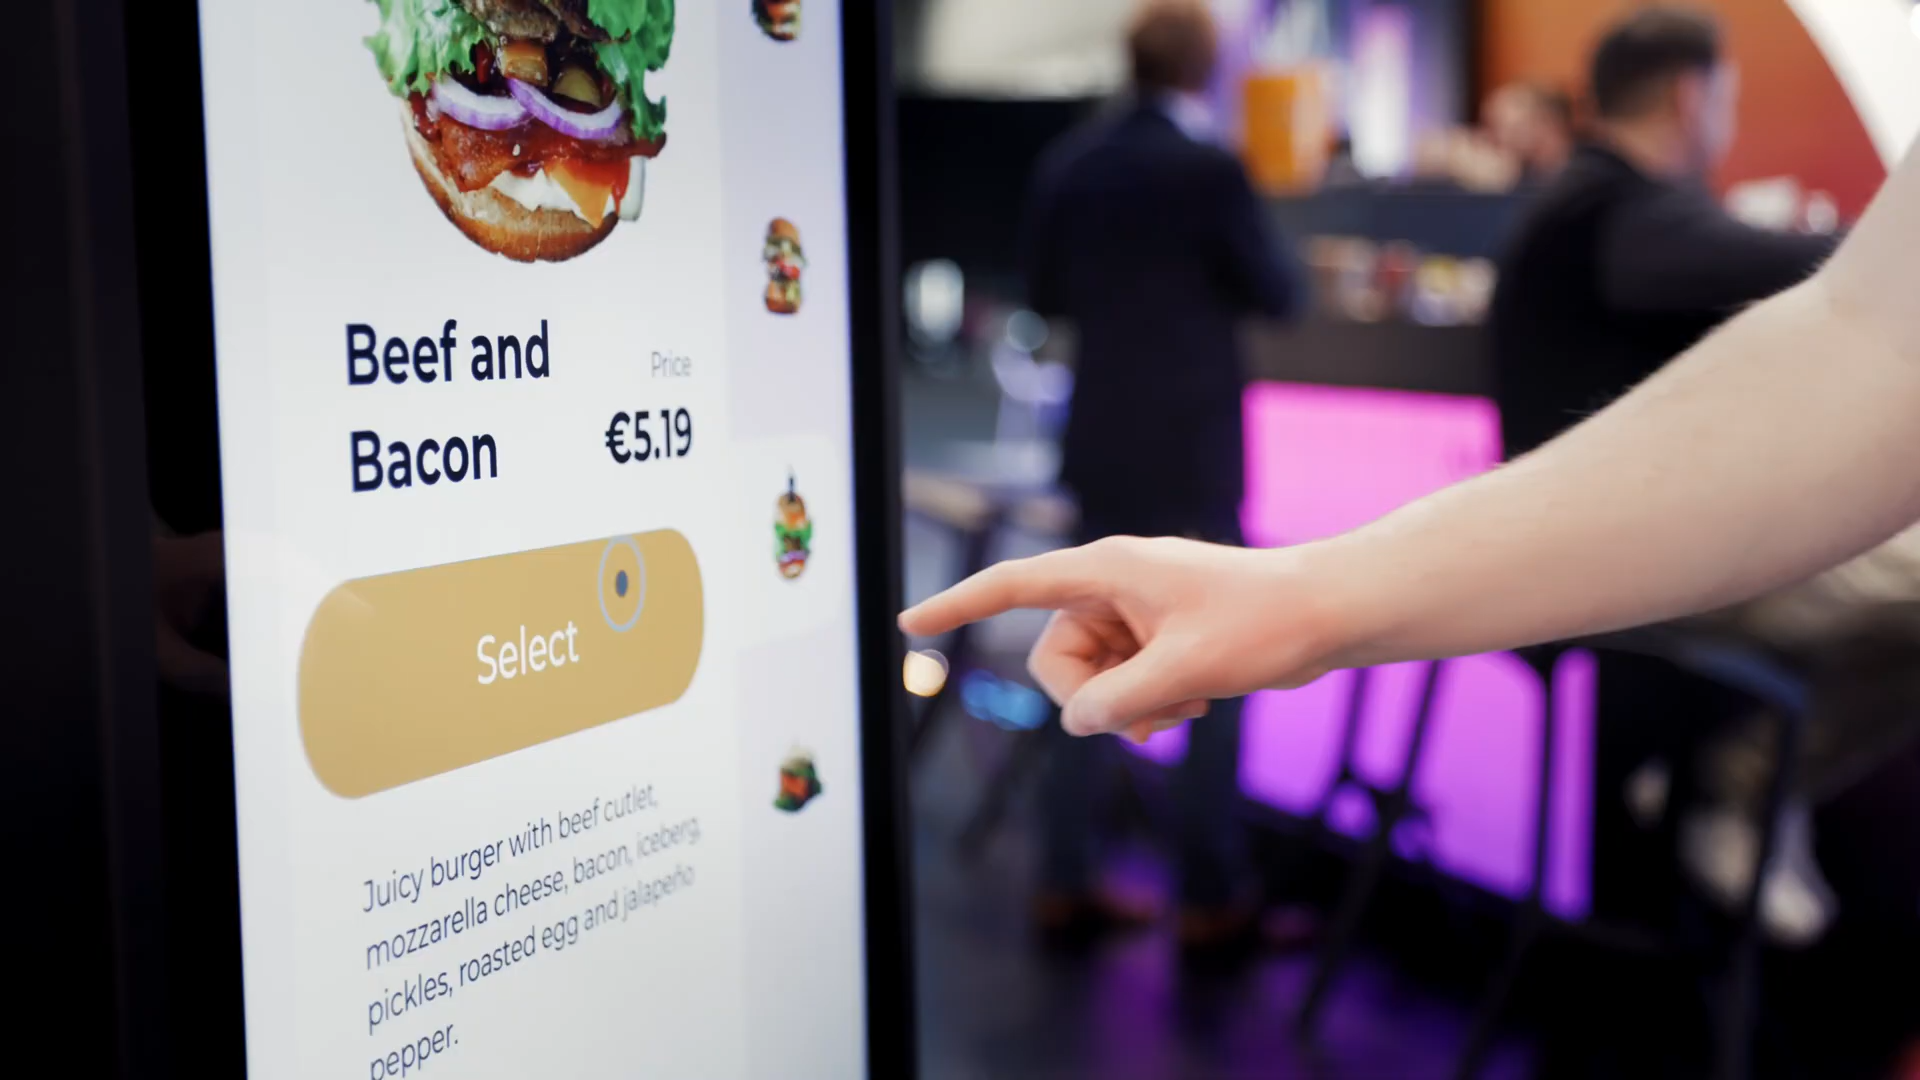 Beef and
Bacon
Price
€5.19
Select
Juicy burger with beef cutlet,
mozzarella cheese, bacon, iceberg,
pickles, roasted egg and jalapeño
pepper.